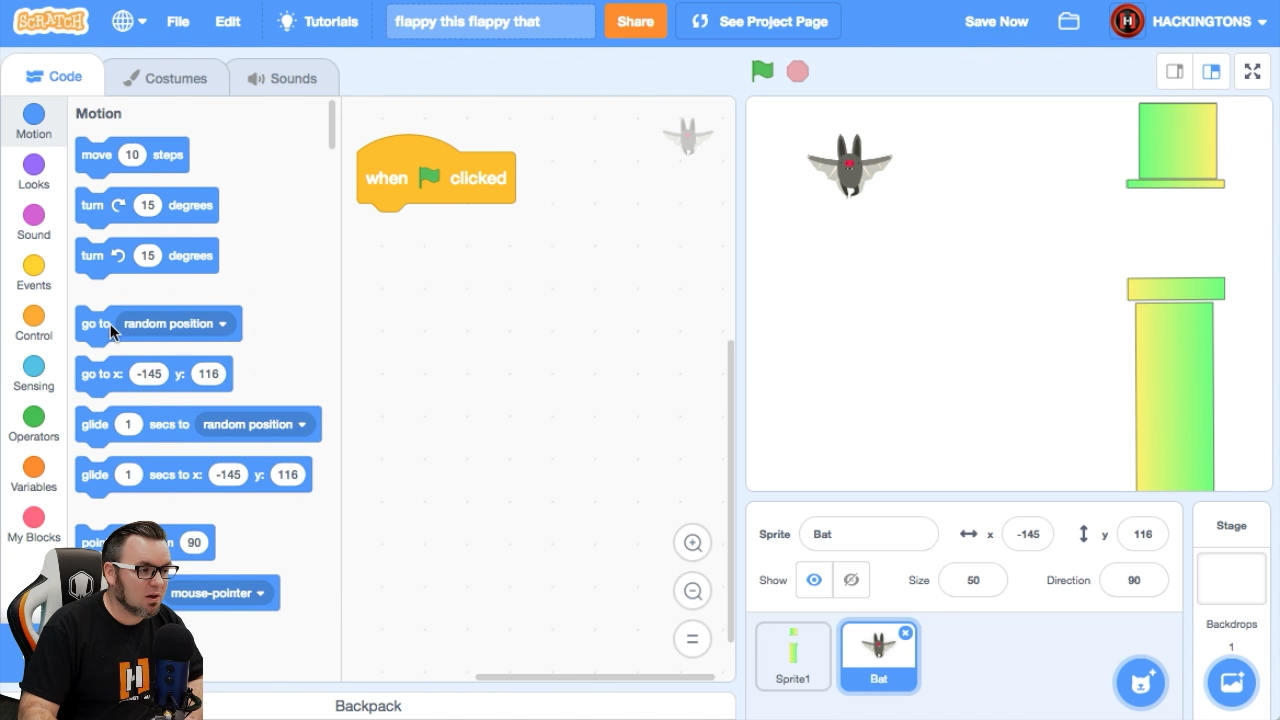 SCRATCH File Edit Tutorials flappy this flappy that Share See Project Page Save Now HACKINGTONS
Code Costumes Sounds
Motion
Looks
Sound
Events
Control
Sensing
Operators
Variables
My Blocks
Motion
move 10 steps
turn 15 degrees
turn 15 degrees
go to random position
go to x: -145 y: 116
glide 1 secs to random position
glide 1 secs to x: -145 y: 116
90
mouse-pointer
when clicked
Backpack
Sprite Bat x -145 y 116
Show Size 50 Direction 90
Sprite1
Bat
Stage
Backdrops
1